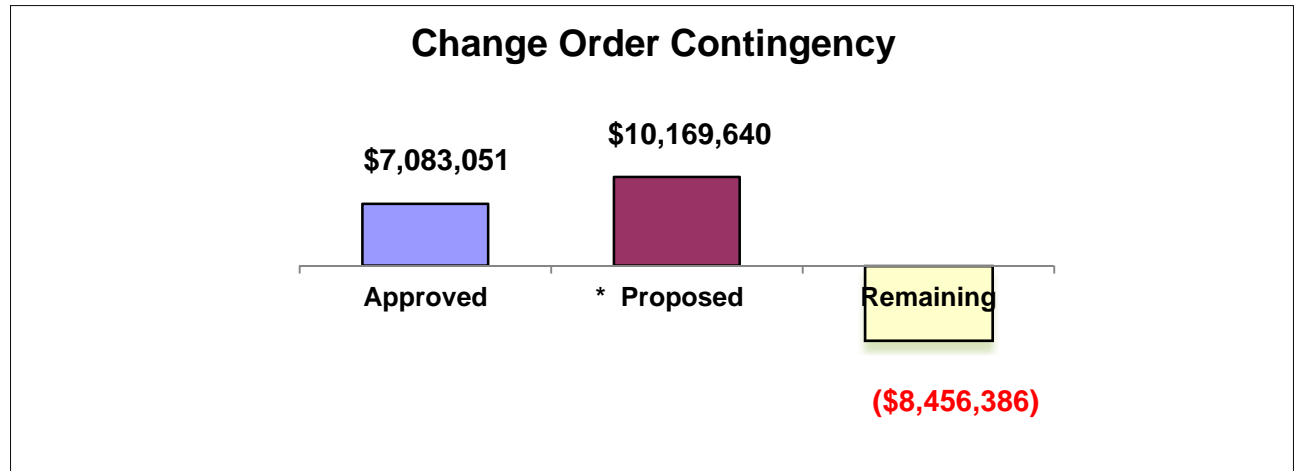 Change Order Contingency
$10,169,640
$7,083,051
Approved * Proposed Remaining
($8,456,386)